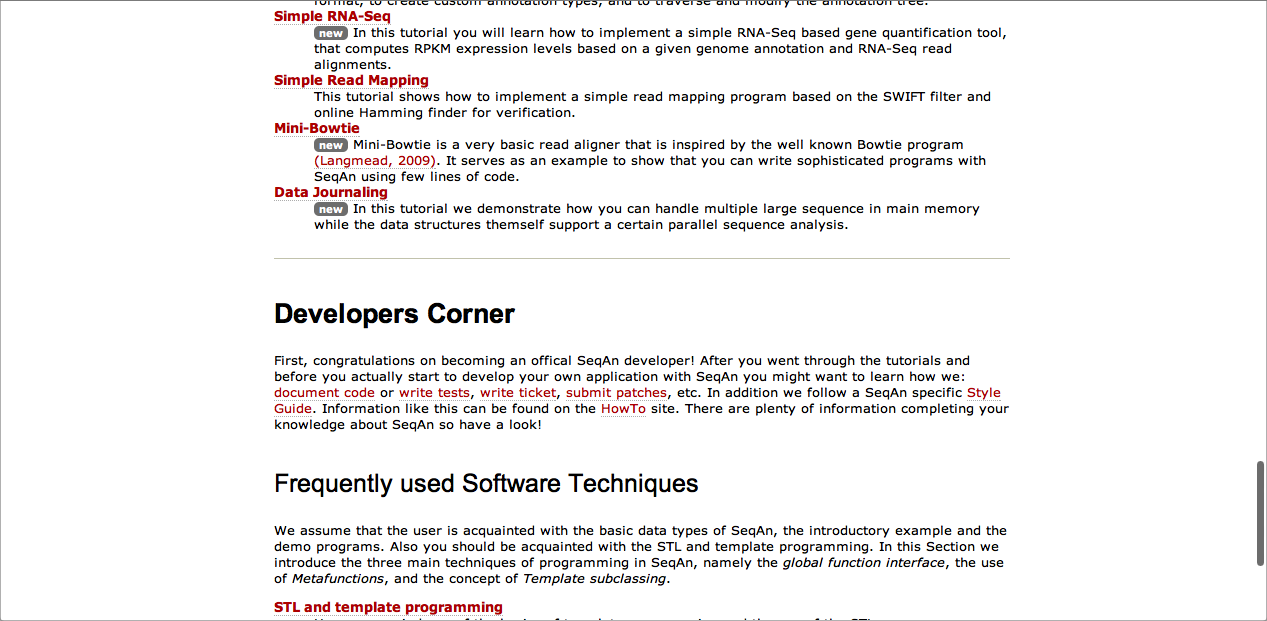 format, to create custom annotation types, and to traverse and modify the annotation tree.
Simple RNA-Seq
new In this tutorial you will learn how to implement a simple RNA-Seq based gene quantification tool,
that computes RPKM expression levels based on a given genome annotation and RNA-Seq read
alignments.
Simple Read Mapping
This tutorial shows how to implement a simple read mapping program based on the SWIFT filter and
online Hamming finder for verification.
Mini-Bowtie
new Mini-Bowtie is a very basic read aligner that is inspired by the well known Bowtie program
(Langmead, 2009). It serves as an example to show that you can write sophisticated programs with
SeqAn using few lines of code.
Data Journaling
new In this tutorial we demonstrate how you can handle multiple large sequence in main memory
while the data structures themself support a certain parallel sequence analysis.
Developers Corner
First, congratulations on becoming an offical SeqAn developer! After you went through the tutorials and
before you actually start to develop your own application with SeqAn you might want to learn how we:
document code or write tests, write ticket, submit patches, etc. In addition we follow a SeqAn specific Style
Guide. Information like this can be found on the HowTo site. There are plenty of information completing your
knowledge about SeqAn so have a look!
Frequently used Software Techniques
We assume that the user is acquainted with the basic data types of SeqAn, the introductory example and the
demo programs. Also you should be acquainted with the STL and template programming. In this Section we
introduce the three main techniques of programming in SeqAn, namely the global function interface, the use
of Metafunctions, and the concept of Template subclassing.
STL and template programming